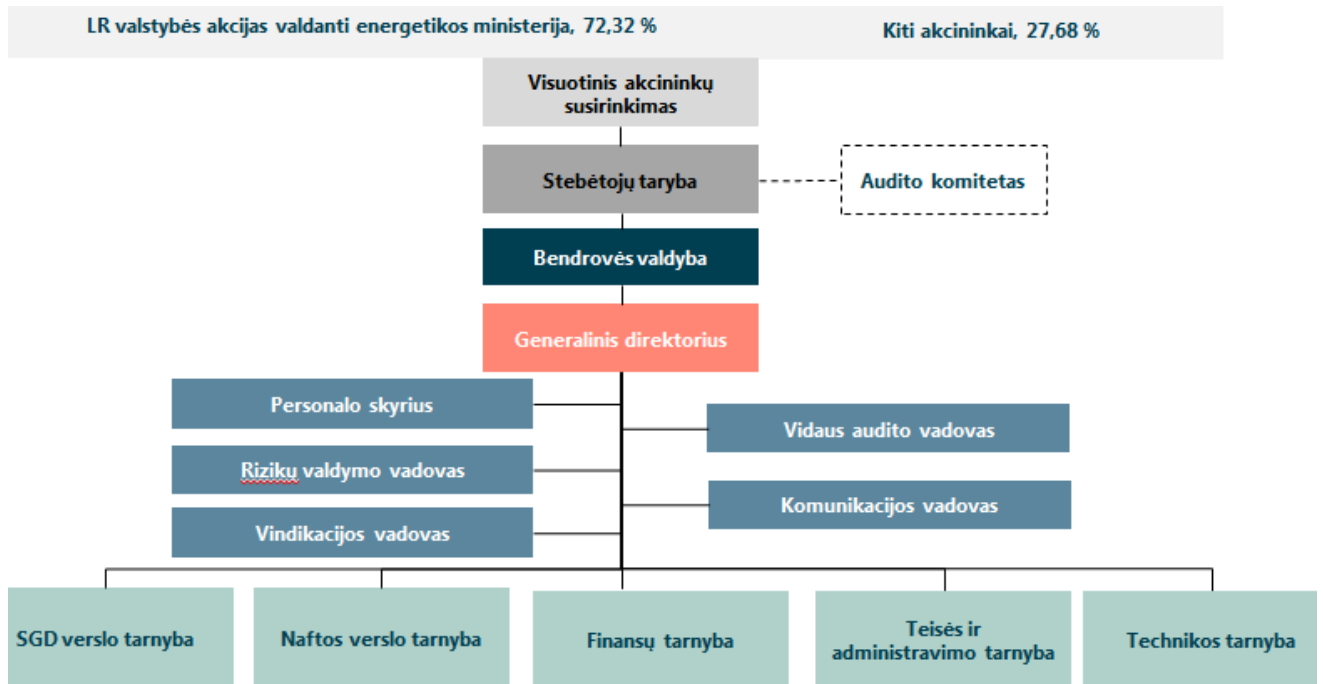 LR valstybės akcijas valdanti energetikos ministerija, 72,32 %
Kiti akcininkai, 27,68 %
Visuotinis akcininkų
susirinkimas
Stebėtojų taryba
Audito komitetas
Bendrovės valdyba
Generalinis direktorius
Personalo skyrius
Vidaus audito vadovas
Rizikų valdymo vadovas
Komunikacijos vadovas
Vindikacijos vadovas
SGD verslo tarnyba
Naftos verslo tarnyba
Finansų tarnyba
Teisės ir
administravimo tarnyba
Technikos tarnyba